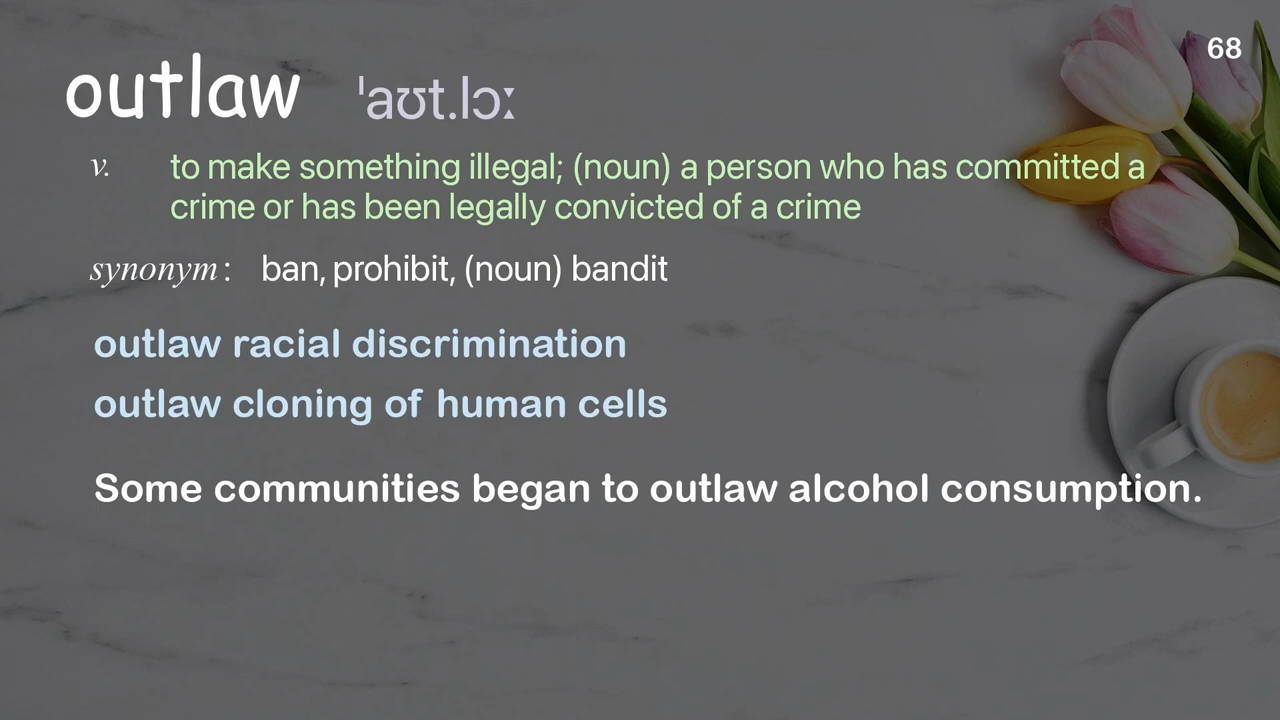 68
outlaw ˈaʊt.lɔː
v. to make something illegal; (noun) a person who has committed a
crime or has been legally convicted of a crime
synonym: ban, prohibit, (noun) bandit
outlaw racial discrimination
outlaw cloning of human cells
Some communities began to outlaw alcohol consumption.